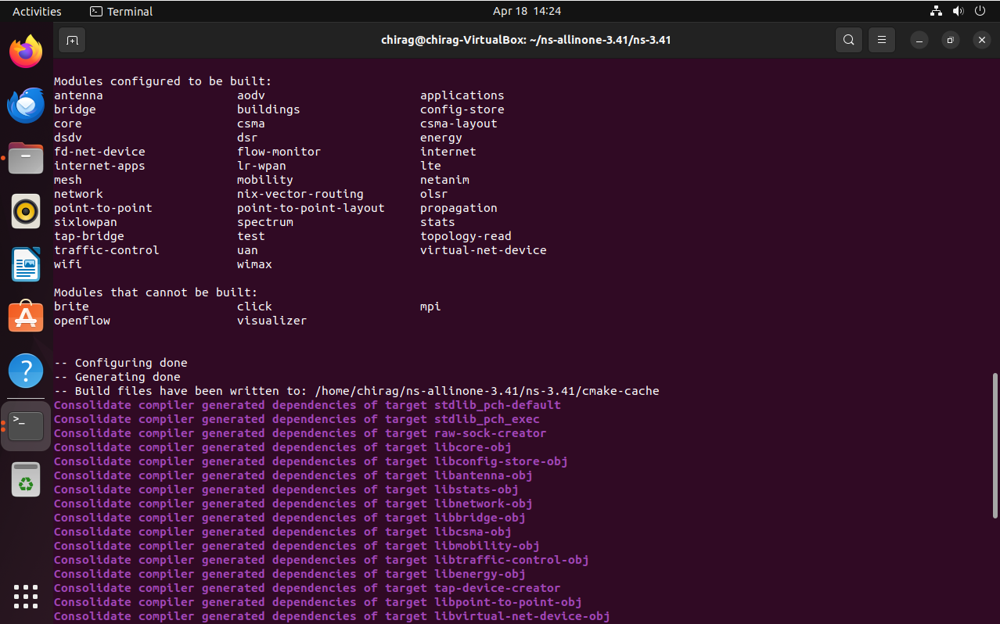 Activities Terminal Apr 18 14:24
chirag@chirag-VirtualBox: ~/ns-allinone-3.41/ns-3.41
Modules configured to be built:
antenna aodv applications
bridge buildings config-store
core csma csma-layout
dsdv dsr energy
fd-net-device flow-monitor internet
internet-apps lr-wpan lte
mesh mobility netanim
network nix-vector-routing olsr
point-to-point point-to-point-layout propagation
sixlowpan spectrum stats
tap-bridge test topology-read
traffic-control uan virtual-net-device
wifi wimax
Modules that cannot be built:
brite click mpi
openflow visualizer
-- Configuring done
-- Generating done
-- Build files have been written to: /home/chirag/ns-allinone-3.41/ns-3.41/cmake-cache
Consolidate compiler generated dependencies of target stdlib_pch-default
Consolidate compiler generated dependencies of target stdlib_pch_exec
Consolidate compiler generated dependencies of target raw-sock-creator
Consolidate compiler generated dependencies of target libcore-obj
Consolidate compiler generated dependencies of target libconfig-store-obj
Consolidate compiler generated dependencies of target libantenna-obj
Consolidate compiler generated dependencies of target libstats-obj
Consolidate compiler generated dependencies of target libnetwork-obj
Consolidate compiler generated dependencies of target libbridge-obj
Consolidate compiler generated dependencies of target libcsma-obj
Consolidate compiler generated dependencies of target libmobility-obj
Consolidate compiler generated dependencies of target libtraffic-control-obj
Consolidate compiler generated dependencies of target libenergy-obj
Consolidate compiler generated dependencies of target tap-device-creator
Consolidate compiler generated dependencies of target libpoint-to-point-obj
Consolidate compiler generated dependencies of target libvirtual-net-device-obj